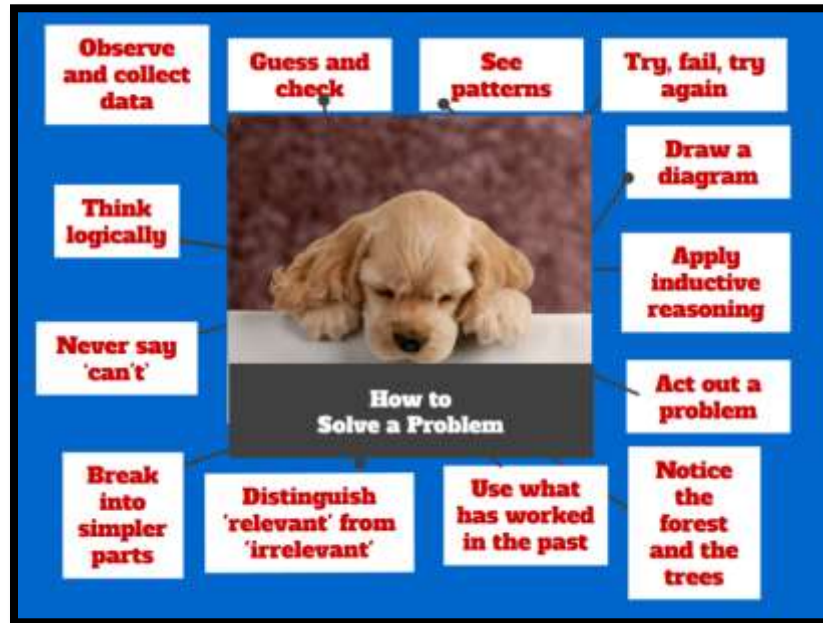 Observe
and collect
data
Guess and
check
See
patterns
Try, fail, try
again
Draw a
diagram
Think
logically
Apply
inductive
reasoning
Never say
'can't'
Act out a
problem
How to
Solve a Problem
Break
into
simpler
parts
Distinguish
'relevant' from
'irrelevant'
Use what
has worked
in the past
Notice
the
forest
and the
trees